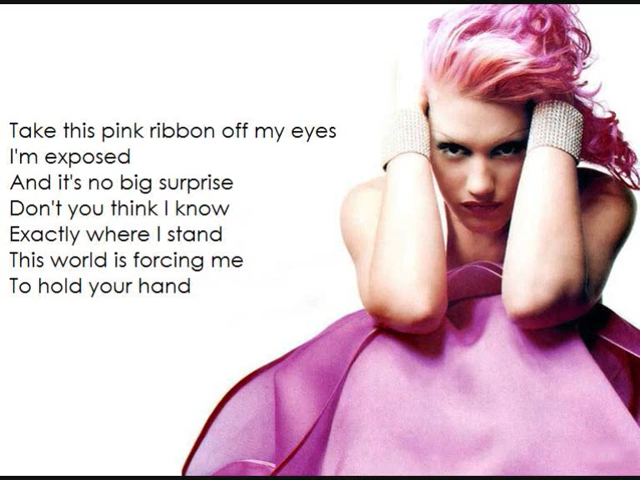 Take this pink ribbon off my eyes
I'm exposed
And it's no big surprise
Don't you think I know
Exactly where I stand
This world is forcing me
To hold your hand